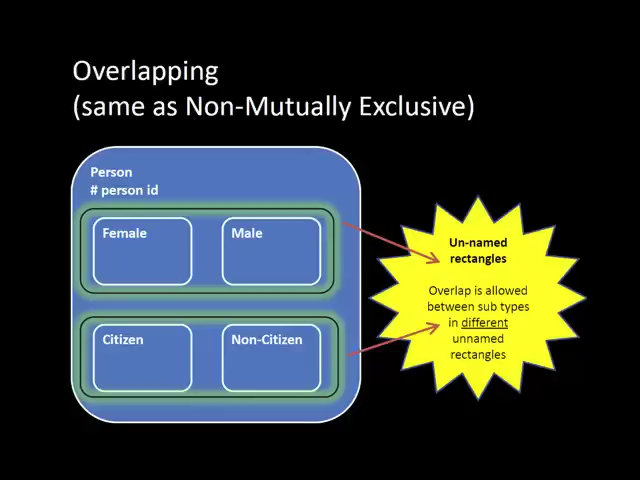 Overlapping
(same as Non-Mutually Exclusive)
Person
# person id
Female
Male
Citizen
Non-Citizen
Un-named
rectangles
Overlap is allowed
between sub types
in different
unnamed
rectangles